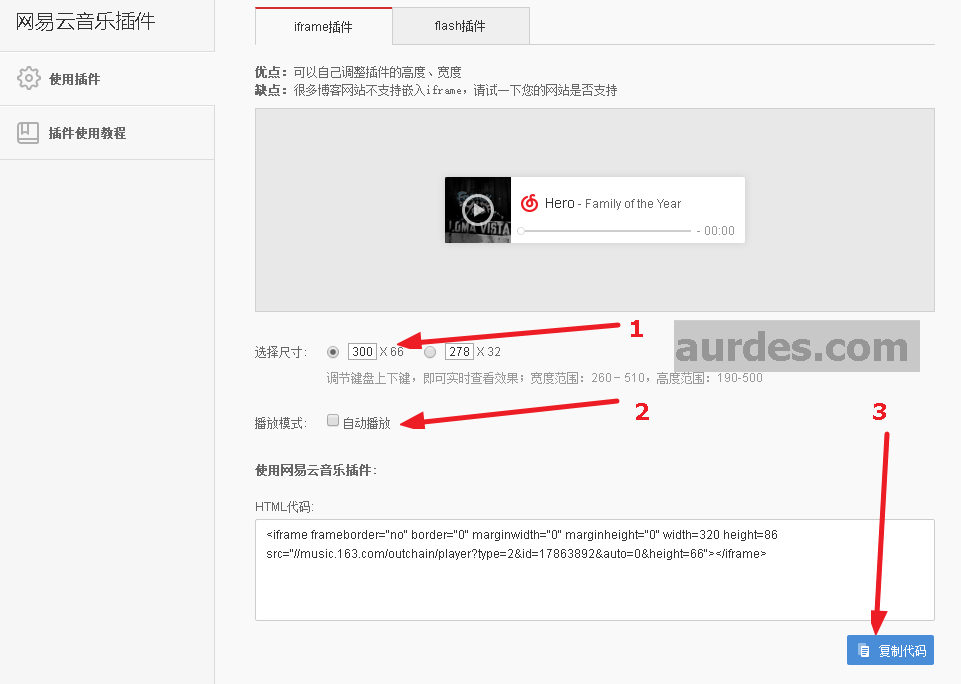 网易云音乐插件
使用插件
插件使用教程
iframe插件
flash插件
优点：可以自己调整插件的高度、宽度
缺点：很多博客网站不支持嵌入iframe，请试一下您的网站是否支持
LOMA VISTA
Hero - Family of the Year
- 00:00
1
aurdes.com
选择尺寸： 300 X 66 278 X 32
调节键盘上下键，即可实时查看效果；宽度范围：260－510，高度范围：190-500
2
3
播放模式： 自动播放
使用网易云音乐插件：
HTML代码:
<iframe frameborder="no" border="0" marginwidth="0" marginheight="0" width=320 height=86
src="//music.163.com/outchain/player?type=2&id=17863892&auto=0&height=66"></iframe>
复制代码